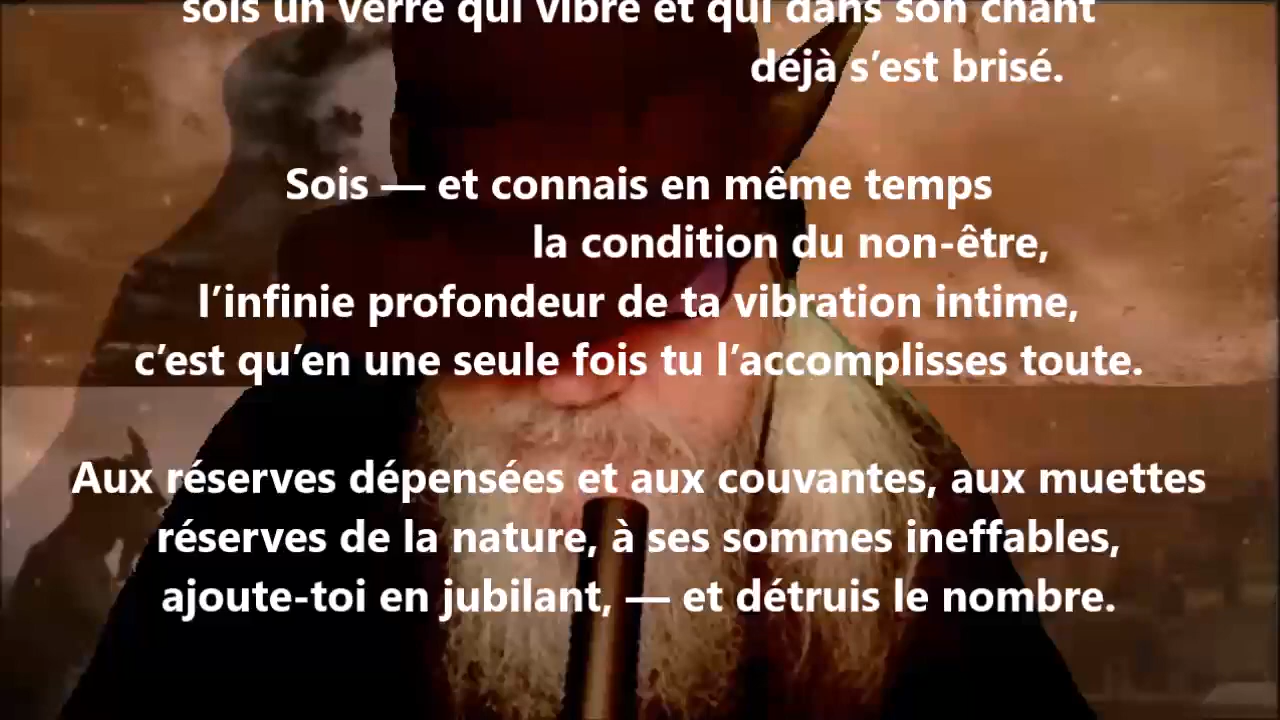 sois un verre qui vibre et qui dans son chant
déjà s’est brisé.
Sois — et connais en même temps
la condition du non-être,
l’infinie profondeur de ta vibration intime,
c’est qu’en une seule fois tu l’accomplisses toute.
Aux réserves dépensées et aux couvantes, aux muettes
réserves de la nature, à ses sommes ineffables,
ajoute-toi en jubilant, — et détruis le nombre.